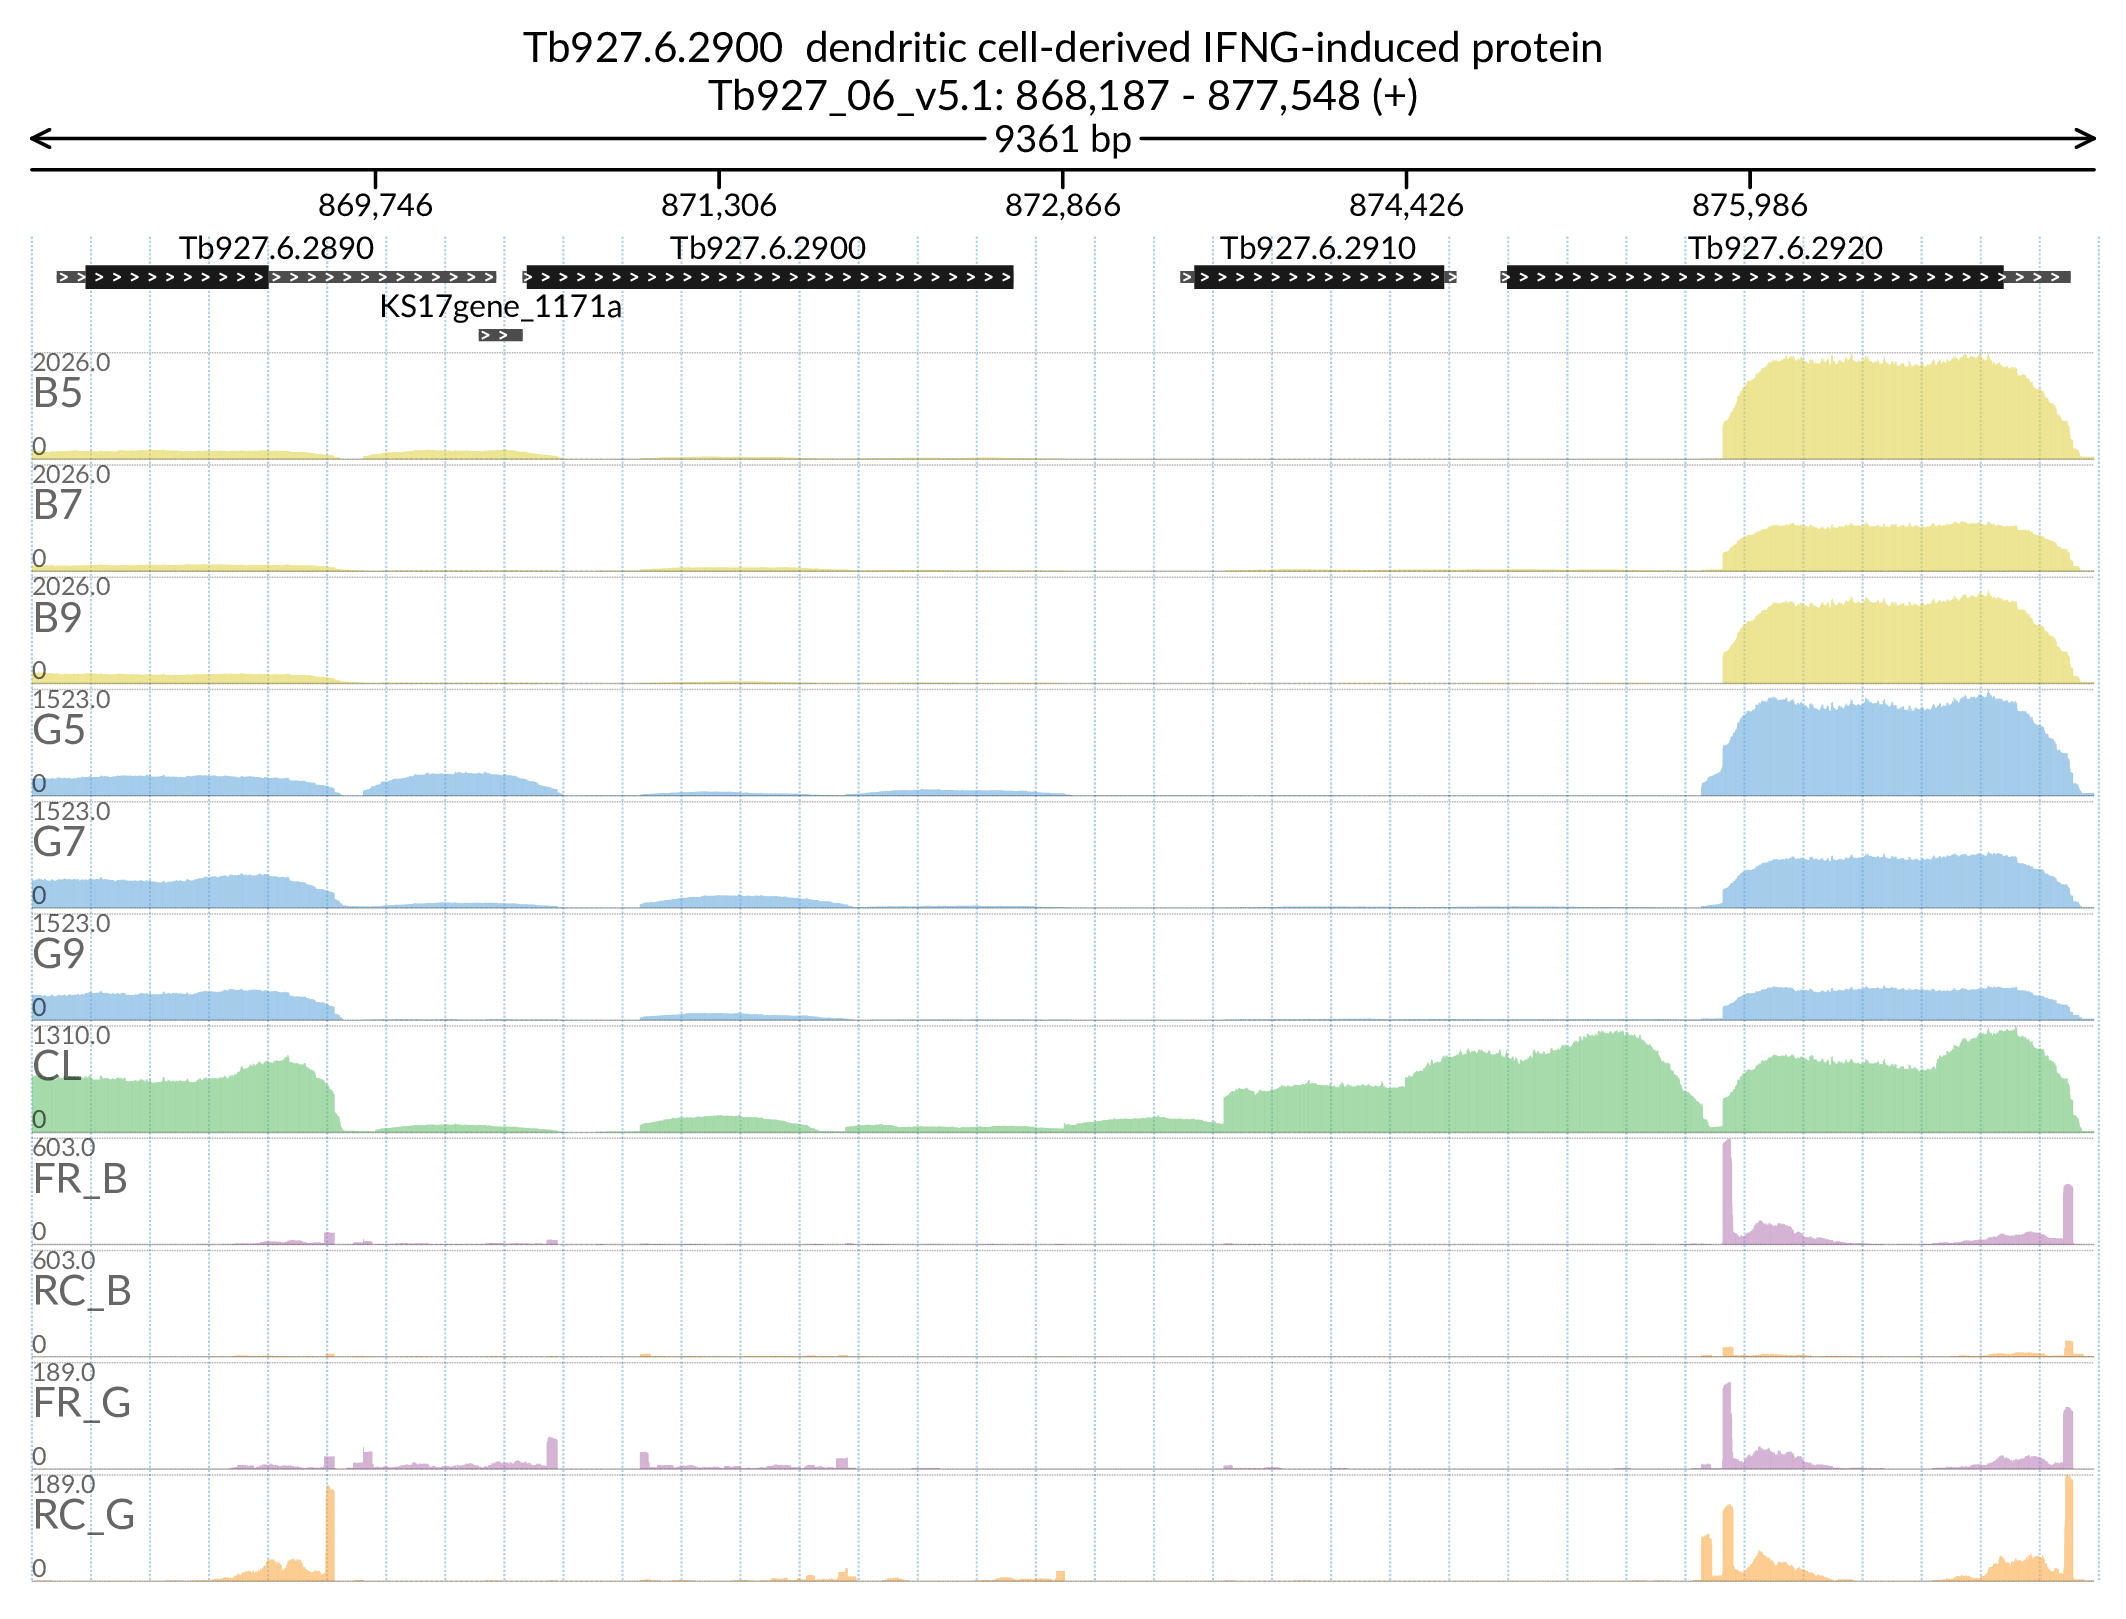 Tb927.6.2900  dendritic cell-derived IFNG-induced protein
Tb927_06_v5.1: 868,187 - 877,548 (+)
9361 bp
869,746 871,306 872,866 874,426 875,986
Tb927.6.2890 Tb927.6.2900 Tb927.6.2910 Tb927.6.2920
KS17gene_1171a
2026.0
B5
0
2026.0
B7
0
2026.0
B9
0
1523.0
G5
0
1523.0
G7
0
1523.0
G9
0
1310.0
CL
0
603.0
FR_B
0
603.0
RC_B
0
189.0
FR_G
0
189.0
RC_G
0